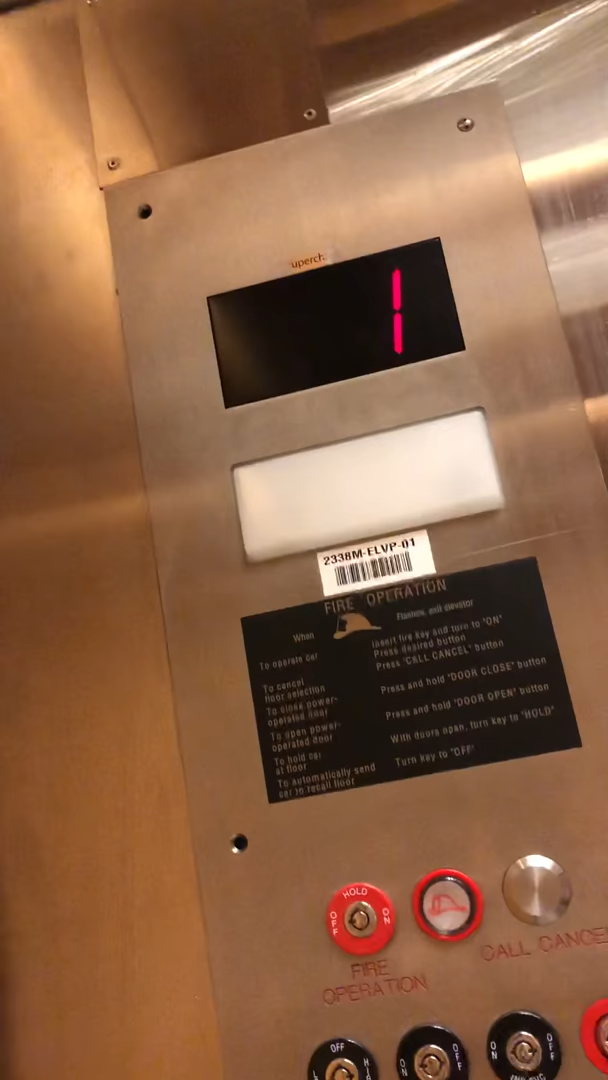 uperch
1
2338M-ELVP-01
FIRE OPERATION
When
Flashes, exit elevator
To operate car
Insert fire key and turn to "ON"
Press desired button
To cancel
floor selection
Press "CALL CANCEL" button
To close power-
operated door
Press and hold "DOOR CLOSE" button
To open power-
operated door
Press and hold "DOOR OPEN" button
To hold car
at floor
With doors open, turn key to "HOLD"
To automatically send
car to recall floor
Turn key to "OFF"
OFF HOLD ON
FIRE
OPERATION
CALL CANCE
OFF
ON OFF
ON OFF